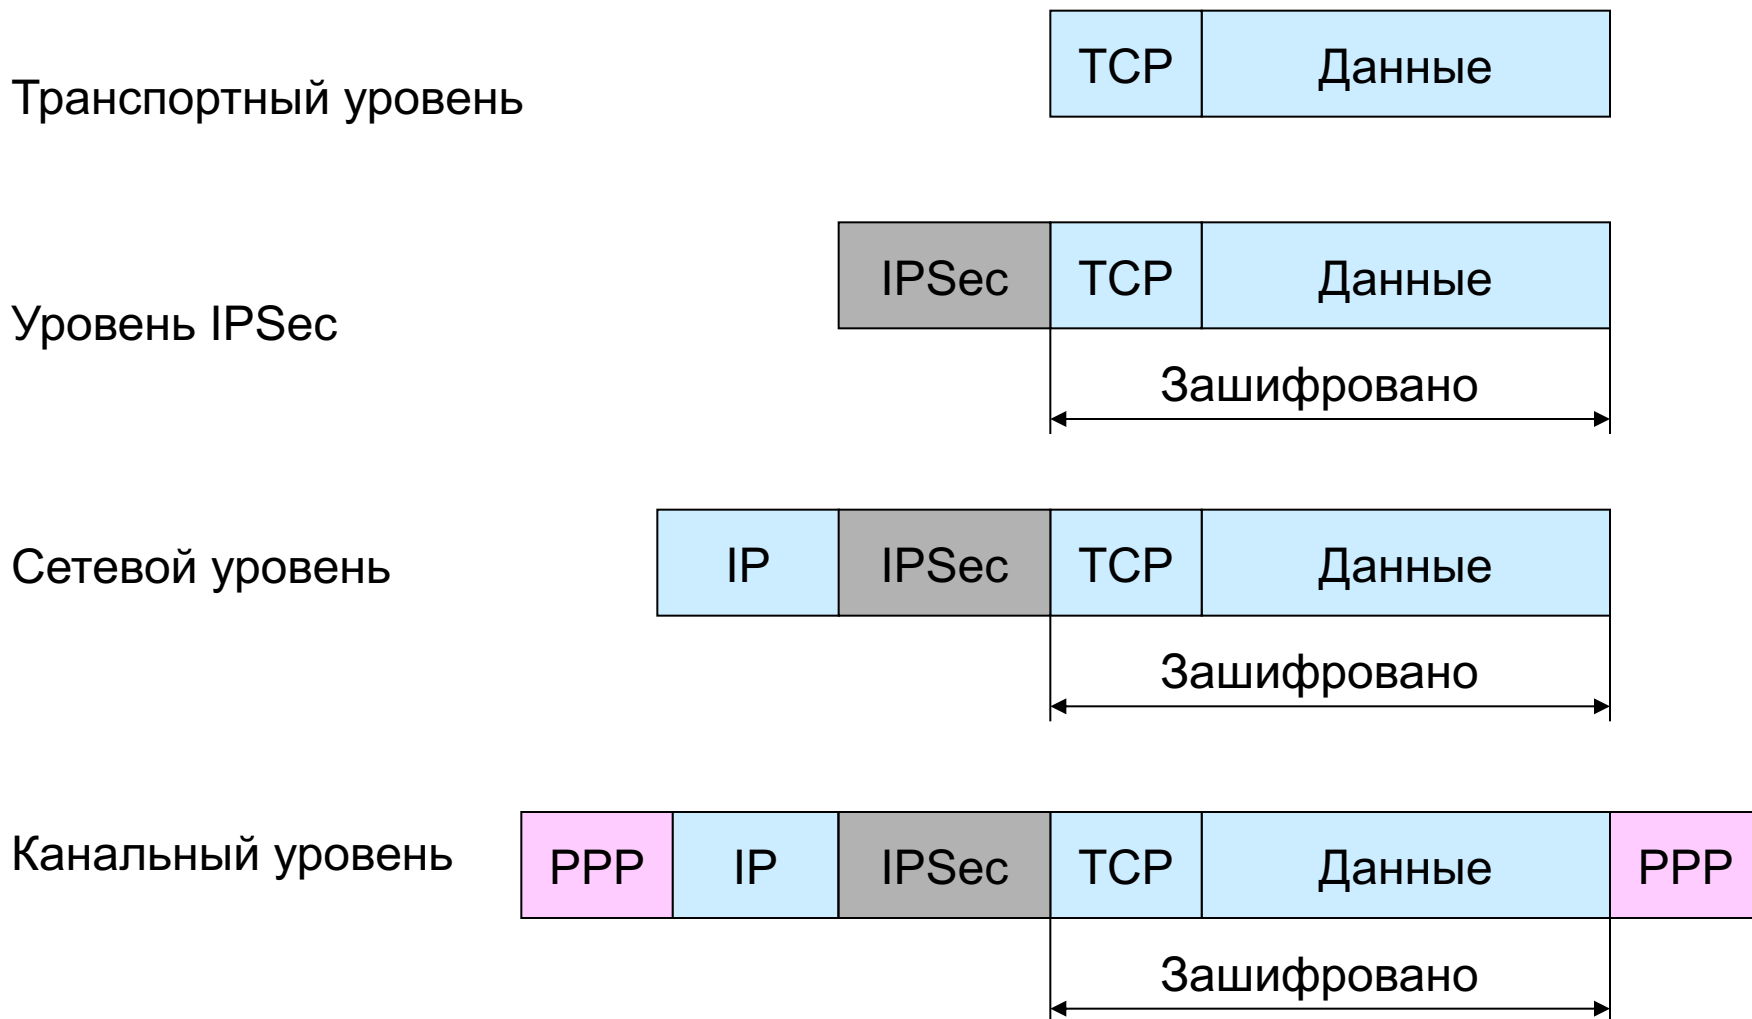 TCP Данные
Транспортный уровень
IPSec TCP Данные
Уровень IPSec
Зашифровано
IP IPSec TCP Данные
Сетевой уровень
Зашифровано
Канальный уровень
PPP IP IPSec TCP Данные PPP
Зашифровано